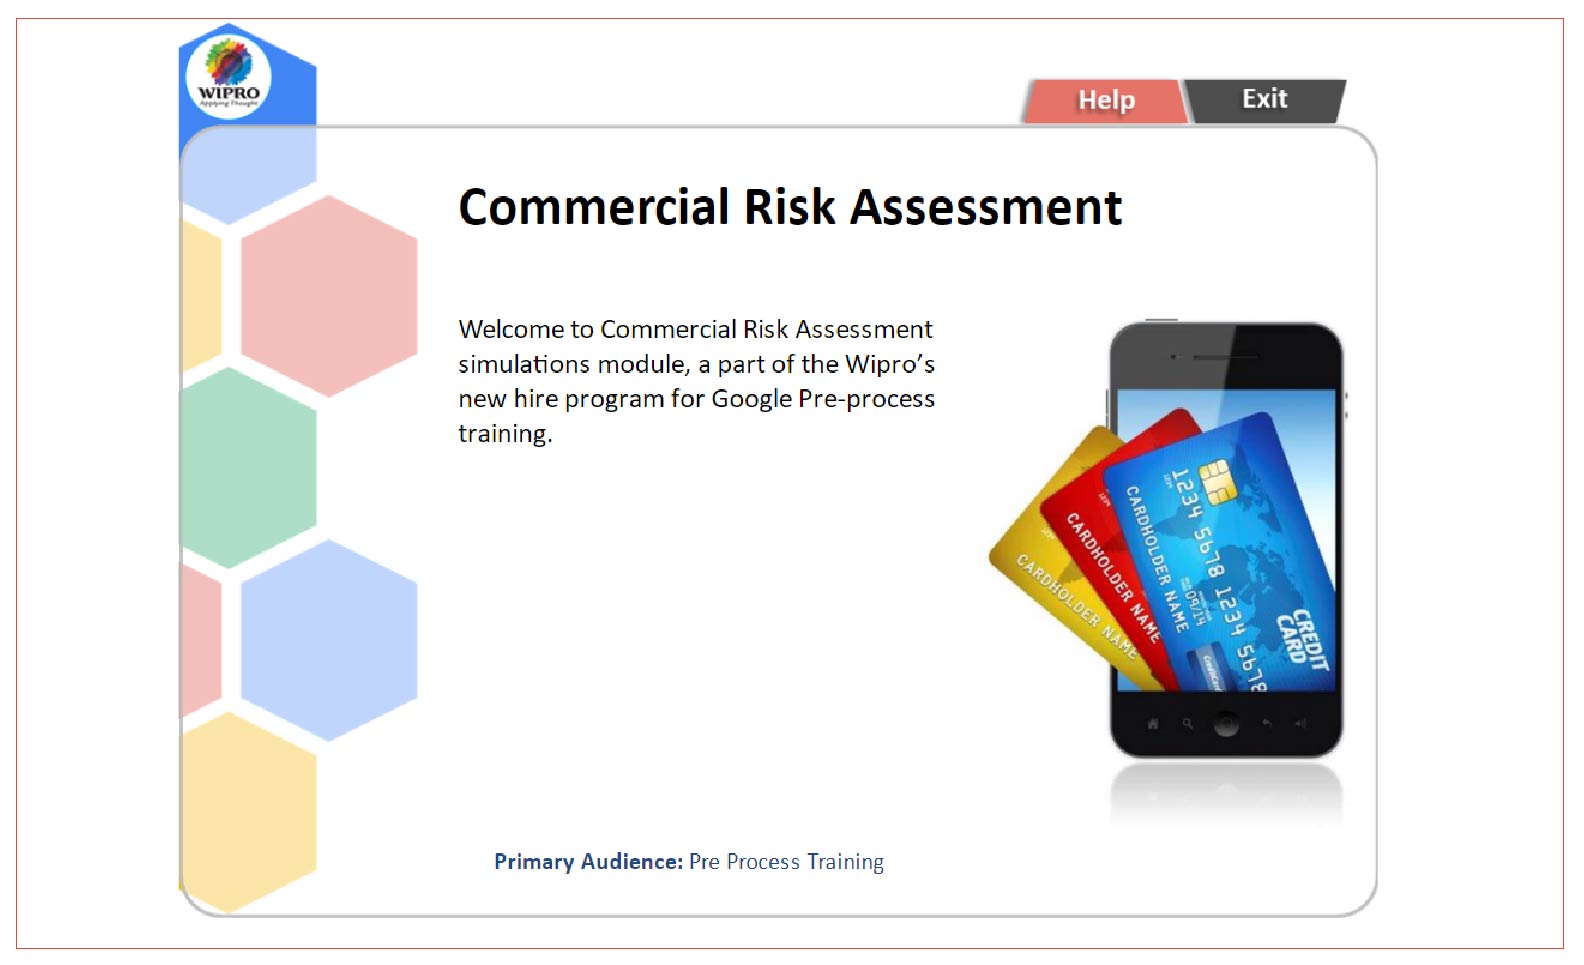 WIPRO
Applying Thought
Help
Exit
Commercial Risk Assessment
Welcome to Commercial Risk Assessment
simulations module, a part of the Wipro’s
new hire program for Google Pre-process
training.
CARDHOLDER NAME
1234
CARDHOLDER NAME
1234 5678 1234 5678
1234
09/14
CARDHOLDER NAME
CREDIT
CARD
Primary Audience: Pre Process Training